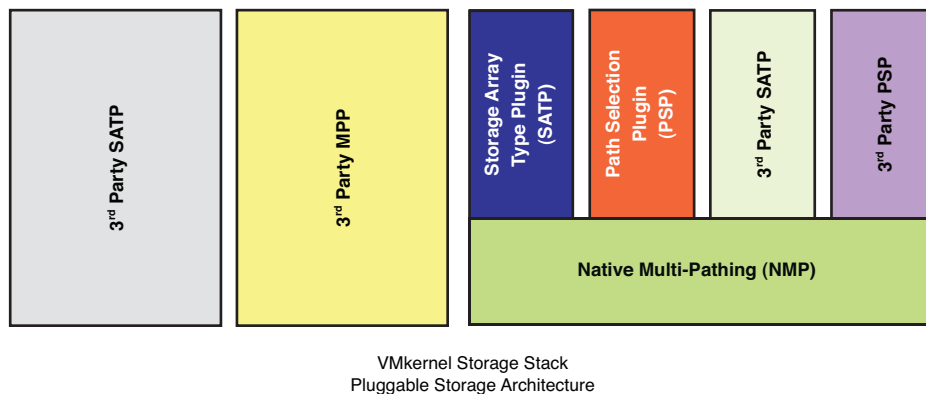 3rd Party SATP
3rd Party MPP
Storage Array
Type Plugin
(SATP)
Path Selection
Plugin
(PSP)
3rd Party SATP
3rd Party PSP
Native Multi-Pathing (NMP)
VMkernel Storage Stack
Pluggable Storage Architecture